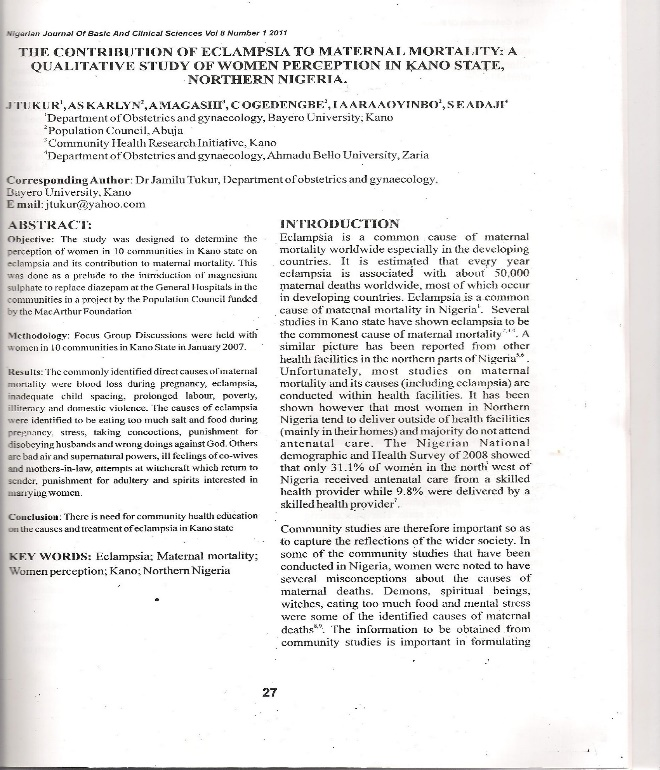 Nigerian Journal Of Basic And Clinical Sciences Vol 8 Number 1 2011
THE CONTRIBUTION OF ECLAMPSIA TO MATERNAL MORTALITY: A
QUALITATIVE STUDY OF WOMEN PERCEPTION IN KANO STATE,
NORTHERN NIGERIA.
J TUKUR¹, AS KARLYN², A MAGASHI³, C OGEDENGBE², I A ARAAOYINBO², S E ADAJI⁴
¹Department of Obstetrics and gynaecology, Bayero University, Kano
²Population Council, Abuja
³Community Health Research Initiative, Kano
⁴Department of Obstetrics and gynaecology, Ahmadu Bello University, Zaria
Corresponding Author: Dr Jamilu Tukur, Department of obstetrics and gynaecology.
Bayero University, Kano
E mail: jtukur@yahoo.com
ABSTRACT:
Objective: The study was designed to determine the
perception of women in 10 communities in Kano state on
eclampsia and its contribution to maternal mortality. This
was done as a prelude to the introduction of magnesium
sulphate to replace diazepam at the General Hospitals in the
communities in a project by the Population Council funded
by the MacArthur Foundation
Methodology: Focus Group Discussions were held with
women in 10 communities in Kano State in January 2007.
Results: The commonly identified direct causes of maternal
mortality were blood loss during pregnancy, eclampsia,
inadequate child spacing, prolonged labour, poverty,
illiteracy and domestic violence. The causes of eclampsia
were identified to be eating too much salt and food during
pregnancy, stress, taking concoctions, punishment for
disobeying husbands and wrong doings against God. Others
are bad air and supernatural powers, ill feelings of co-wives
and mothers-in-law, attempts at witchcraft which return to
sender, punishment for adultery and spirits interested in
marrying women.
Conclusion: There is need for community health education
on the causes and treatment of eclampsia in Kano state
KEY WORDS: Eclampsia; Maternal mortality;
Women perception; Kano; Northern Nigeria
INTRODUCTION
Eclampsia is a common cause of maternal
mortality worldwide especially in the developing
countries. It is estimated that every year
eclampsia is associated with about 50,000
maternal deaths worldwide, most of which occur
in developing countries. Eclampsia is a common
cause of maternal mortality in Nigeria¹. Several
studies in Kano state have shown eclampsia to be
the commonest cause of maternal mortality. A
similar picture has been reported from other
health facilities in the northern parts of Nigeria⁵,⁶.
Unfortunately, most studies on maternal
mortality and its causes (including eclampsia) are
conducted within health facilities. It has been
shown however that most women in Northern
Nigeria tend to deliver outside of health facilities
(mainly in their homes) and majority do not attend
antenatal care. The Nigerian National
demographic and Health Survey of 2008 showed
that only 31.1% of women in the north west of
Nigeria received antenatal care from a skilled
health provider while 9.8% were delivered by a
skilled health provider⁷.
Community studies are therefore important so as
to capture the reflections of the wider society. In
some of the community studies that have been
conducted in Nigeria, women were noted to have
several misconceptions about the causes of
maternal deaths. Demons, spiritual beings,
witches, eating too much food and mental stress
were some of the identified causes of maternal
deaths⁸,⁹. The information to be obtained from
community studies is important in formulating
27